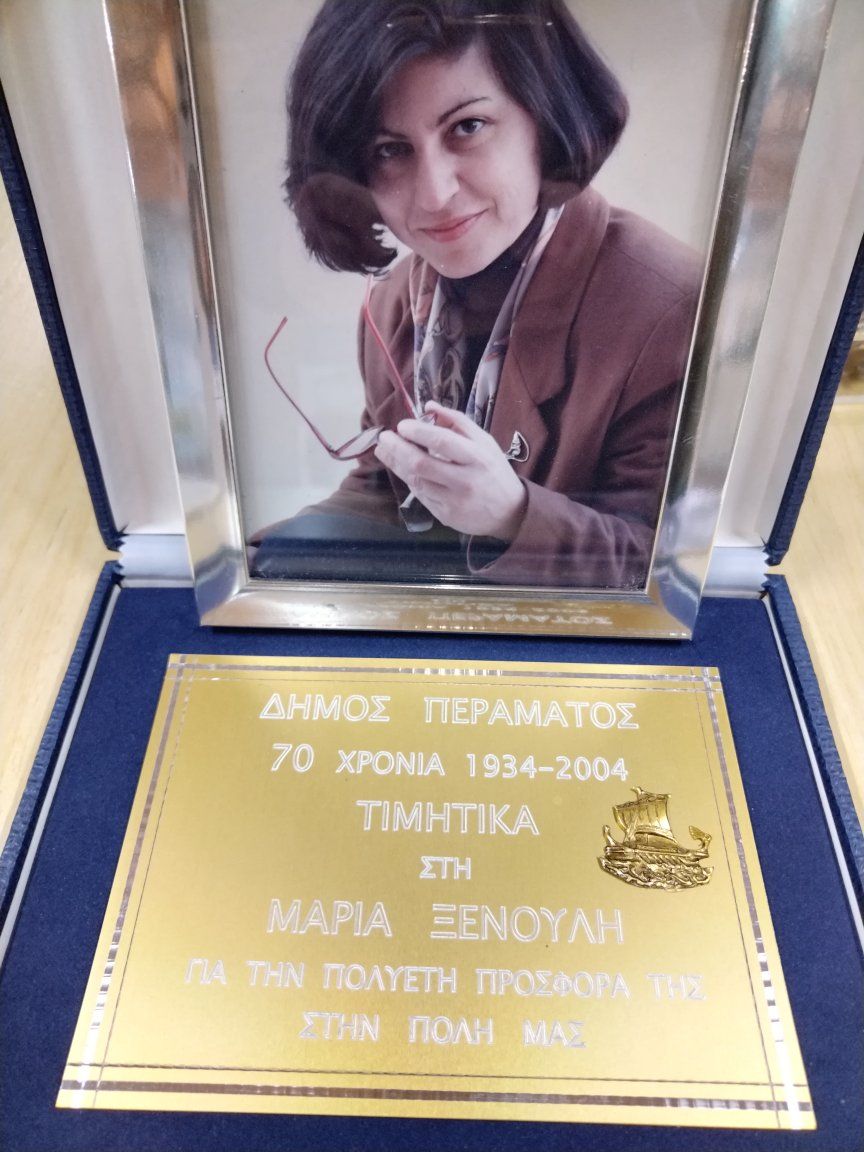 ΔΗΜΟΣ ΠΕΡΑΜΑΤΟΣ
70 ΧΡΟΝΙΑ 1934-2004
ΤΙΜΗΤΙΚΑ
ΣΤΗ
ΜΑΡΙΑ ΞΕΝΟΥΛΗ
ΓΙΑ ΤΗΝ ΠΟΛΥΕΤΗ ΠΡΟΣΦΟΡΑ ΤΗΣ
ΣΤΗΝ ΠΟΛΗ ΜΑΣ